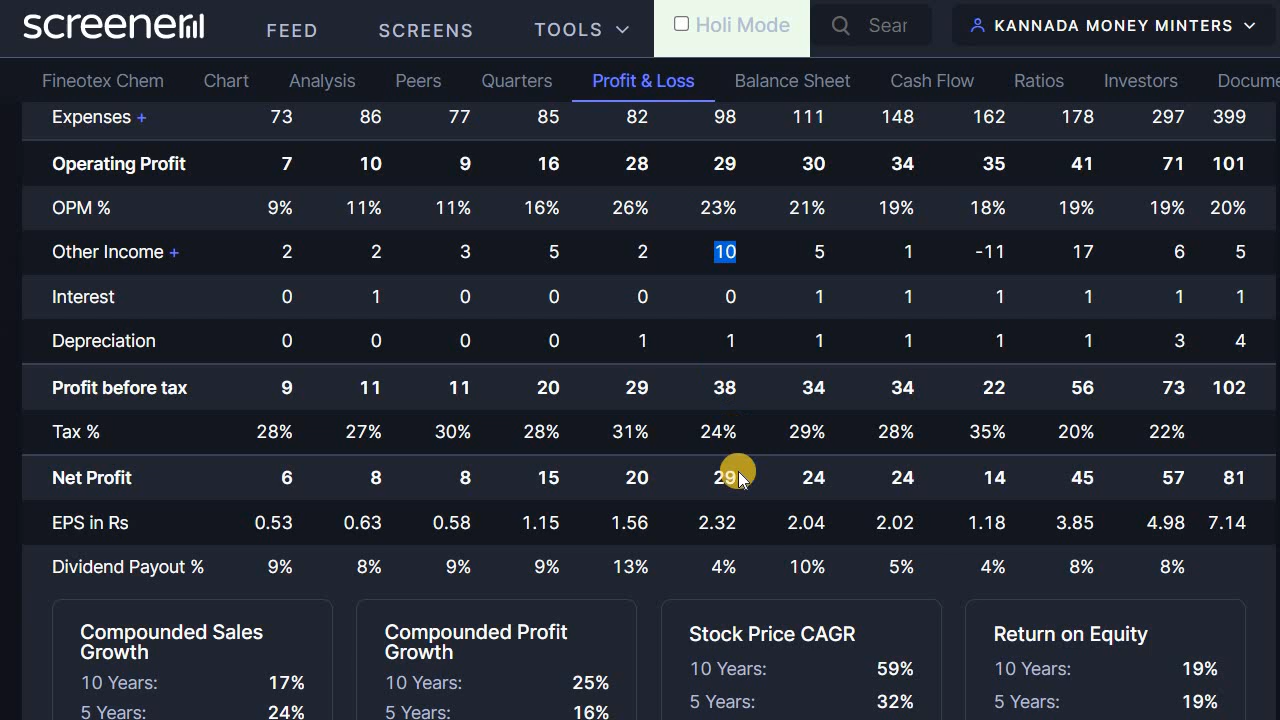 screener
FEED SCREENS TOOLS Holi Mode Sear KANNADA MONEY MINTERS
Fineotex Chem Chart Analysis Peers Quarters Profit & Loss Balance Sheet Cash Flow Ratios Investors Docume
Expenses + 73 86 77 85 82 98 111 148 162 178 297 399
Operating Profit 7 10 9 16 28 29 30 34 35 41 71 101
OPM % 9% 11% 11% 16% 26% 23% 21% 19% 18% 19% 19% 20%
Other Income + 2 2 3 5 2 10 5 1 -11 17 6 5
Interest 0 1 0 0 0 0 1 1 1 1 1 1
Depreciation 0 0 0 0 1 1 1 1 1 1 3 4
Profit before tax 9 11 11 20 29 38 34 34 22 56 73 102
Tax % 28% 27% 30% 28% 31% 24% 29% 28% 35% 20% 22%
Net Profit 6 8 8 15 20 29 24 24 14 45 57 81
EPS in Rs 0.53 0.63 0.58 1.15 1.56 2.32 2.04 2.02 1.18 3.85 4.98 7.14
Dividend Payout % 9% 8% 9% 9% 13% 4% 10% 5% 4% 8% 8%
Compounded Sales
Growth
10 Years: 17%
5 Years: 24%
Compounded Profit
Growth
10 Years: 25%
5 Years: 16%
Stock Price CAGR
10 Years: 59%
5 Years: 32%
Return on Equity
10 Years: 19%
5 Years: 19%